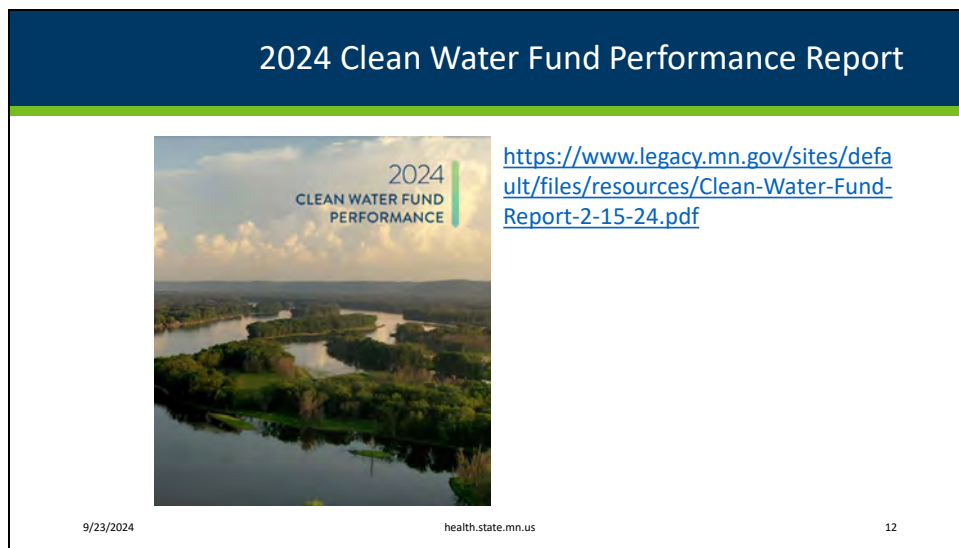 2024 Clean Water Fund Performance Report
2024
CLEAN WATER FUND
PERFORMANCE
https://www.legacy.mn.gov/sites/defa
ult/files/resources/Clean-Water-Fund-
Report-2-15-24.pdf
9/23/2024
health.state.mn.us
12